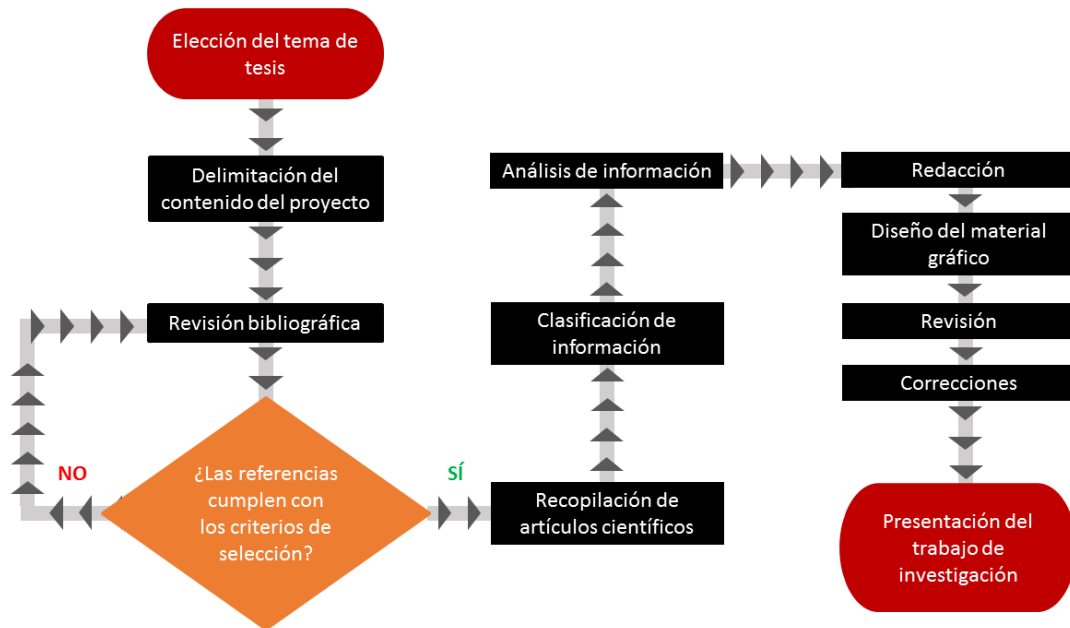 Elección del tema de
tesis
Delimitación del
contenido del proyecto
Revisión bibliográfica
¿Las referencias
cumplen con
los criterios de
selección?
NO
SÍ
Recopilación de
artículos científicos
Clasificación de
información
Análisis de información
Redacción
Diseño del material
gráfico
Revisión
Correcciones
Presentación del
trabajo de
investigación